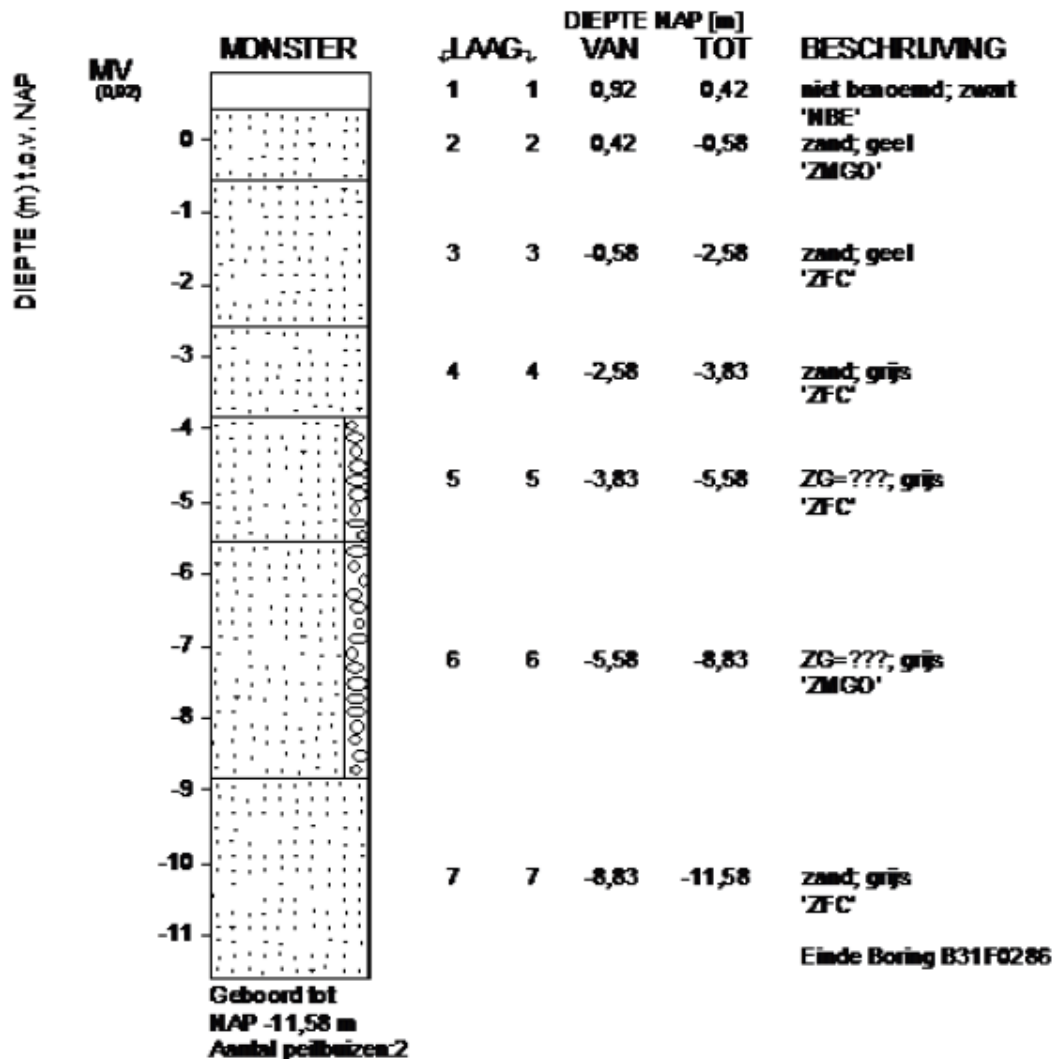 DIEPTE NAP [m]
MONSTER LAAG VAN TOT BESCHRIJVING
MV
(0,92)
DIEPTE (m) t.o.v. NAP
1 1 0,92 0,42 niet benoemd; zwart
'NBE'
0
2 2 0,42 -0,58 zand; geel
'ZMGO'
-1
3 3 -0,58 -2,58 zand; geel
'ZFC'
-2
-3
4 4 -2,58 -3,83 zand; grijs
'ZFC'
-4
5 5 -3,83 -5,58 ZG=???; grijs
'ZFC'
-5
-6
-7
6 6 -5,58 -8,83 ZG=???; grijs
'ZMGO'
-8
-9
-10
7 7 -8,83 -11,58 zand; grijs
'ZFC'
-11
Einde Boring B31F0286
Geboord tot
NAP -11,58 m
Aantal peilbuizen:2